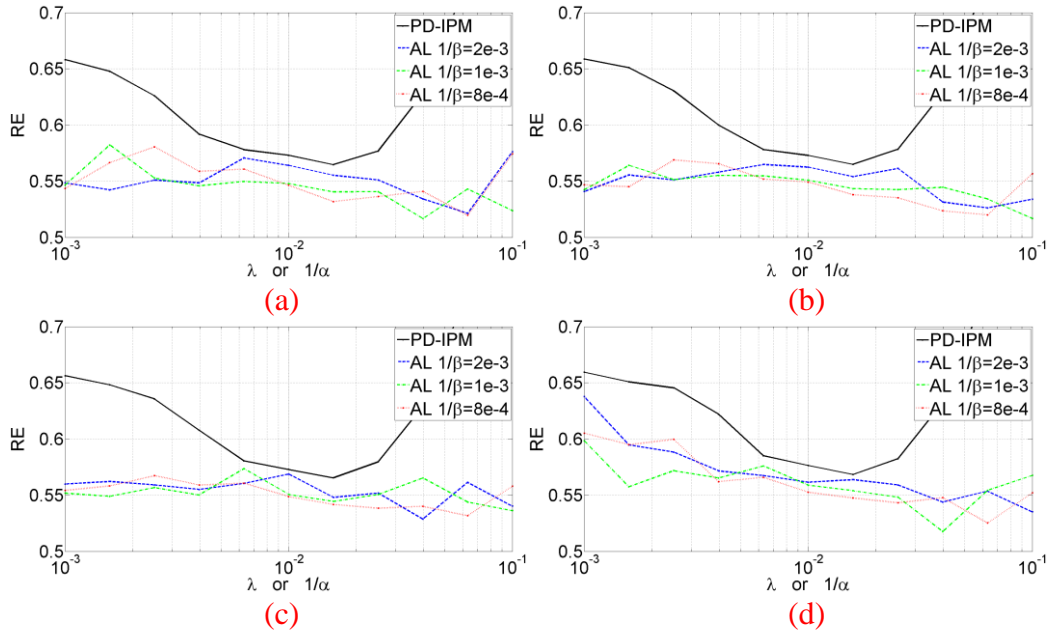 0.7
0.65
0.6
0.55
0.5
RE
PD-IPM
AL 1/β=2e-3
AL 1/β=1e-3
AL 1/β=8e-4
10-3
10-2
10-1
λ or 1/α
(a)
0.7
0.65
0.6
0.55
0.5
RE
PD-IPM
AL 1/β=2e-3
AL 1/β=1e-3
AL 1/β=8e-4
10-3
10-2
10-1
λ or 1/α
(b)
0.7
0.65
0.6
0.55
0.5
RE
PD-IPM
AL 1/β=2e-3
AL 1/β=1e-3
AL 1/β=8e-4
10-3
10-2
10-1
λ or 1/α
(c)
0.7
0.65
0.6
0.55
0.5
RE
PD-IPM
AL 1/β=2e-3
AL 1/β=1e-3
AL 1/β=8e-4
10-3
10-2
10-1
λ or 1/α
(d)